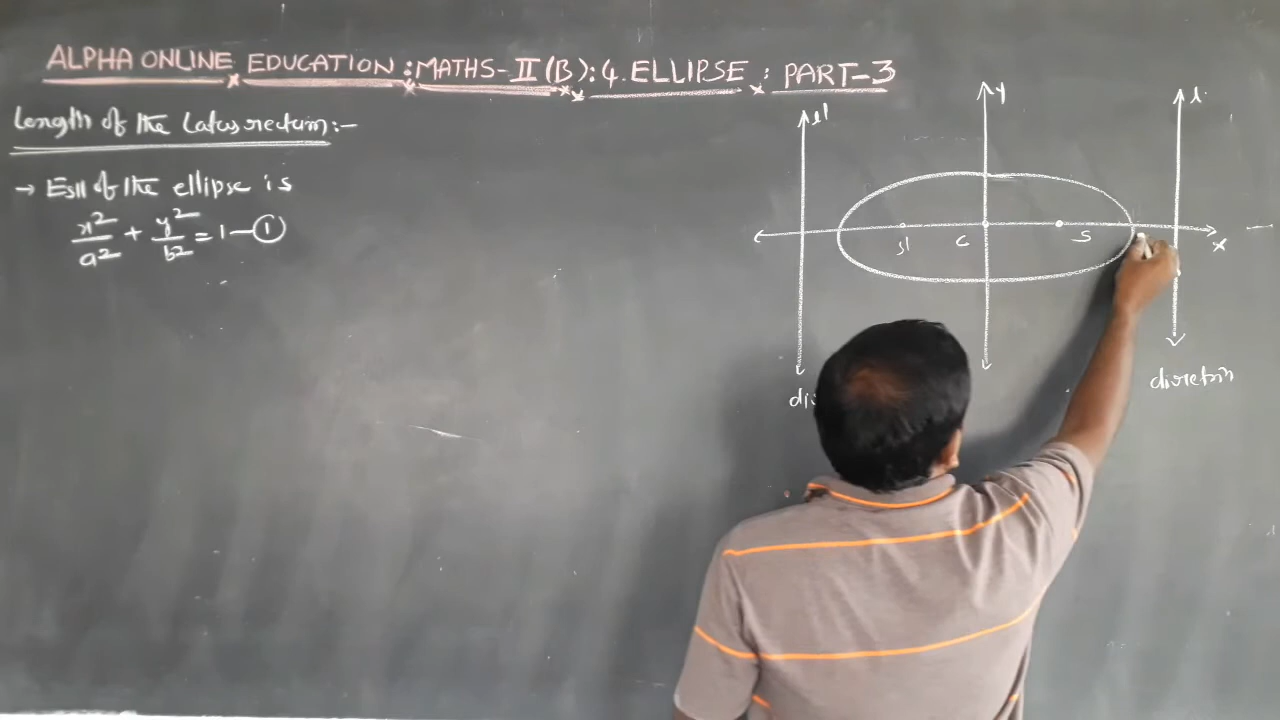 ALPHA ONLINE EDUCATION : MATHS-II(B): 4. ELLIPSE : PART-3
Length of the Latus rectum:-
→ Eqn of the ellipse is
x²/a² + y²/b² = 1 — ①
y
l
l'
S'
C
S
x
directrix